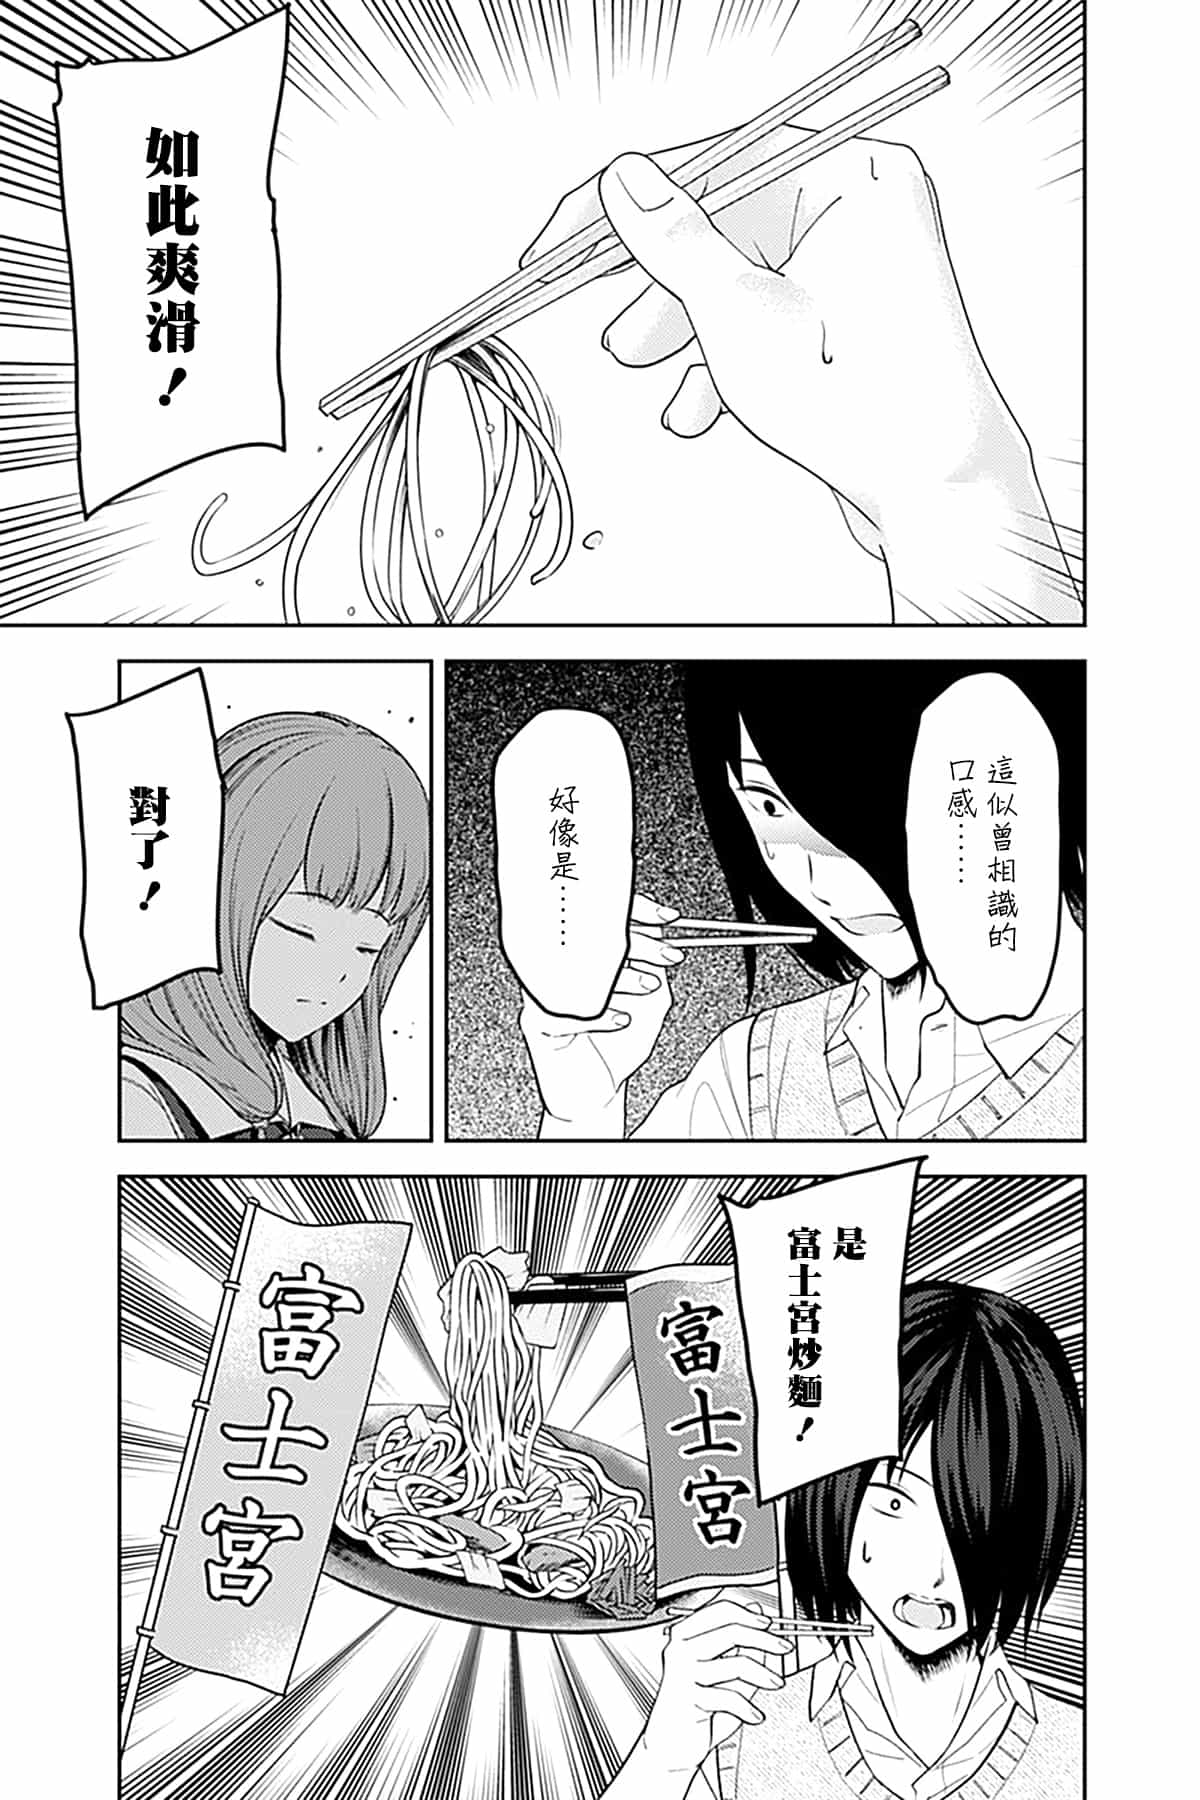 如此爽滑！
這似曾相識的
口感……
好像是……
對了！
是
富士宮炒麵！
富士宮
富士宮